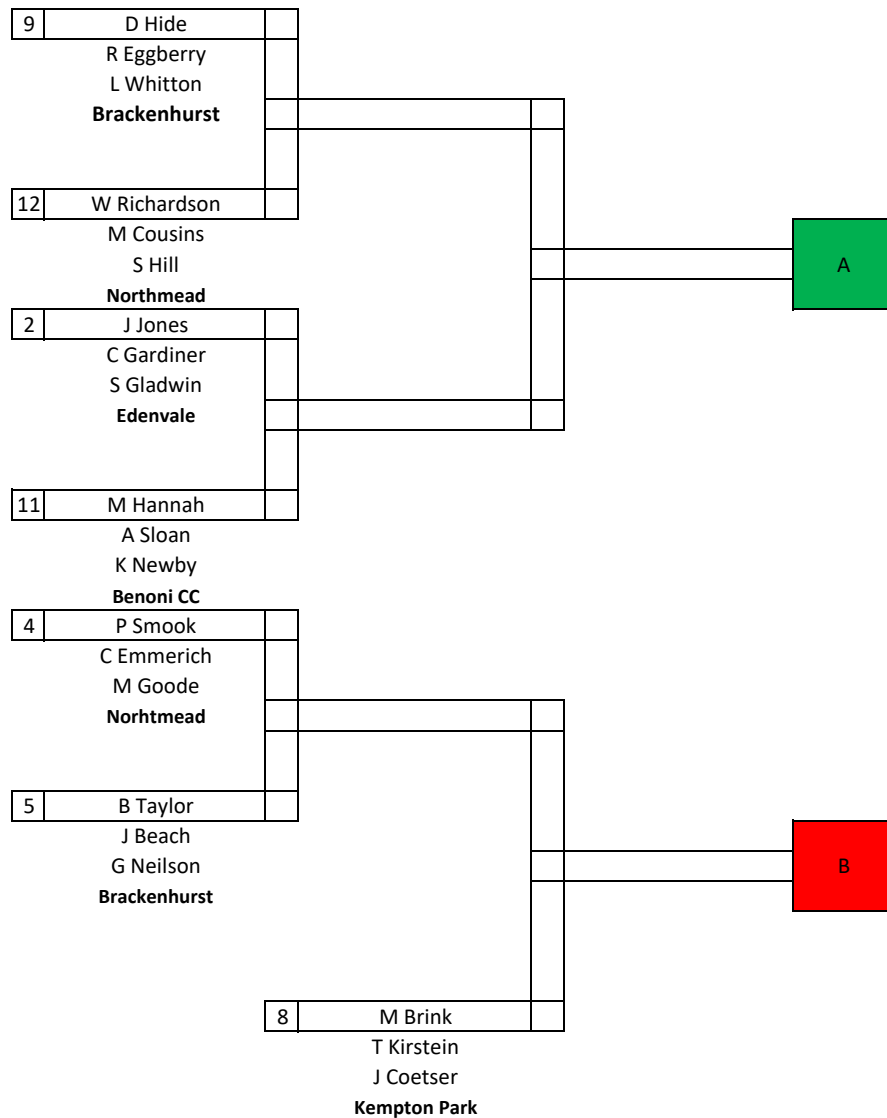 9 D Hide
R Eggberry
L Whitton
Brackenhurst
12 W Richardson
M Cousins
S Hill
Northmead
A
2 J Jones
C Gardiner
S Gladwin
Edenvale
11 M Hannah
A Sloan
K Newby
Benoni CC
4 P Smook
C Emmerich
M Goode
Norhtmead
5 B Taylor
J Beach
G Neilson
Brackenhurst
B
8 M Brink
T Kirstein
J Coetser
Kempton Park